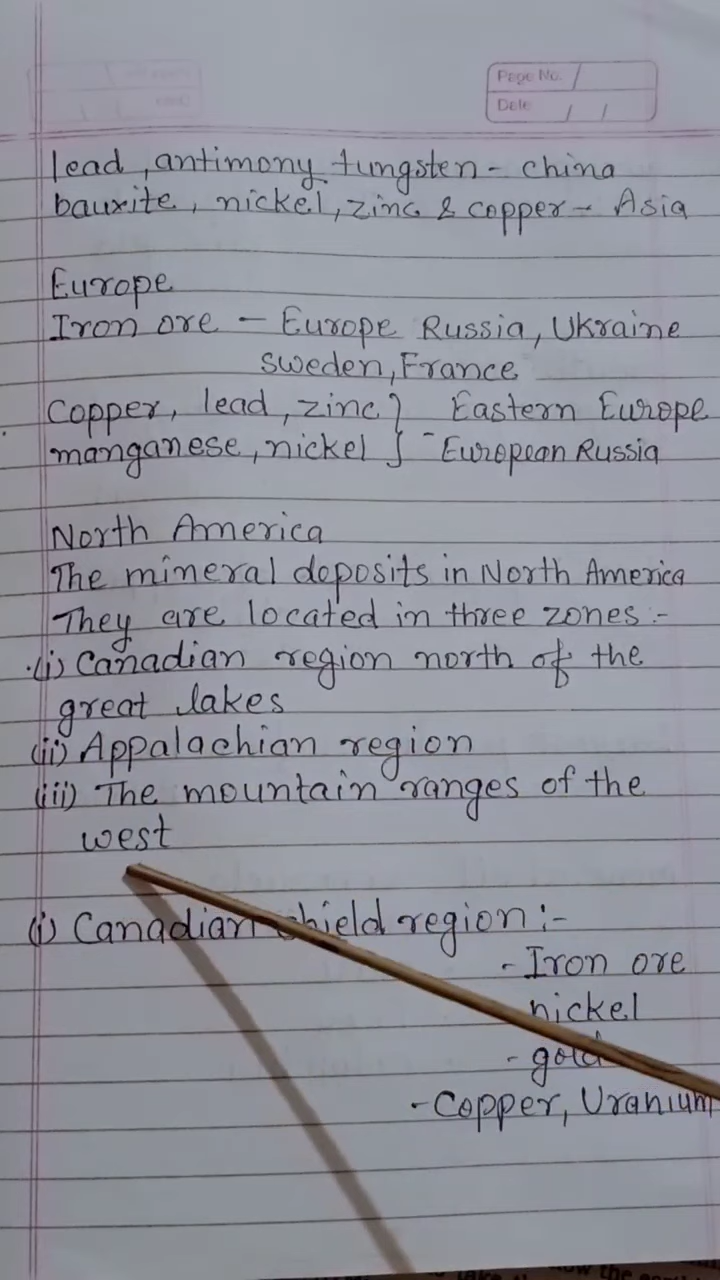 Page No.
Date
lead, antimony, tungsten - china
bauxite, nickel, zinc & copper - Asia
Europe
Iron ore - Europe Russia, Ukraine
sweden, France
Copper, lead, zinc } Eastern Europe
manganese, nickel } - European Russia
North America
The mineral deposits in North America
They are located in three zones :-
(i) Canadian region north of the
great lakes
(ii) Appalachian region
(iii) The mountain ranges of the
west
(i) Canadian shield region :-
- Iron ore
nickel
- gold
- Copper, Uranium